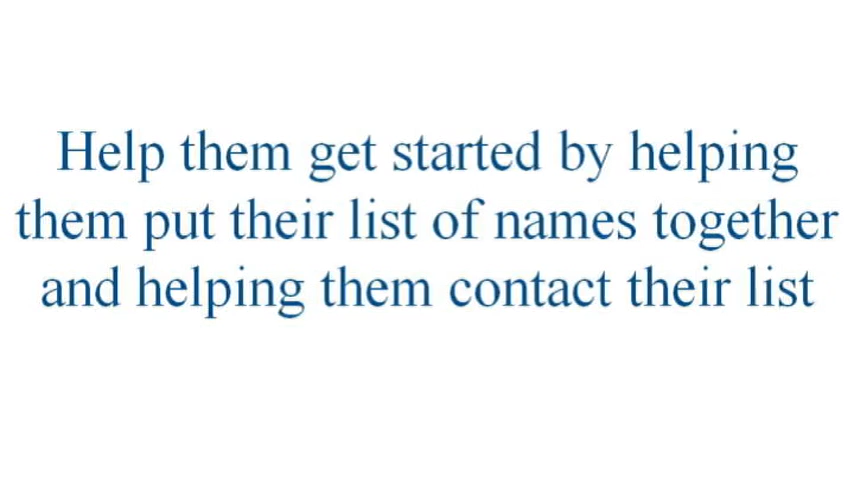 Help them get started by helping
them put their list of names together
and helping them contact their list